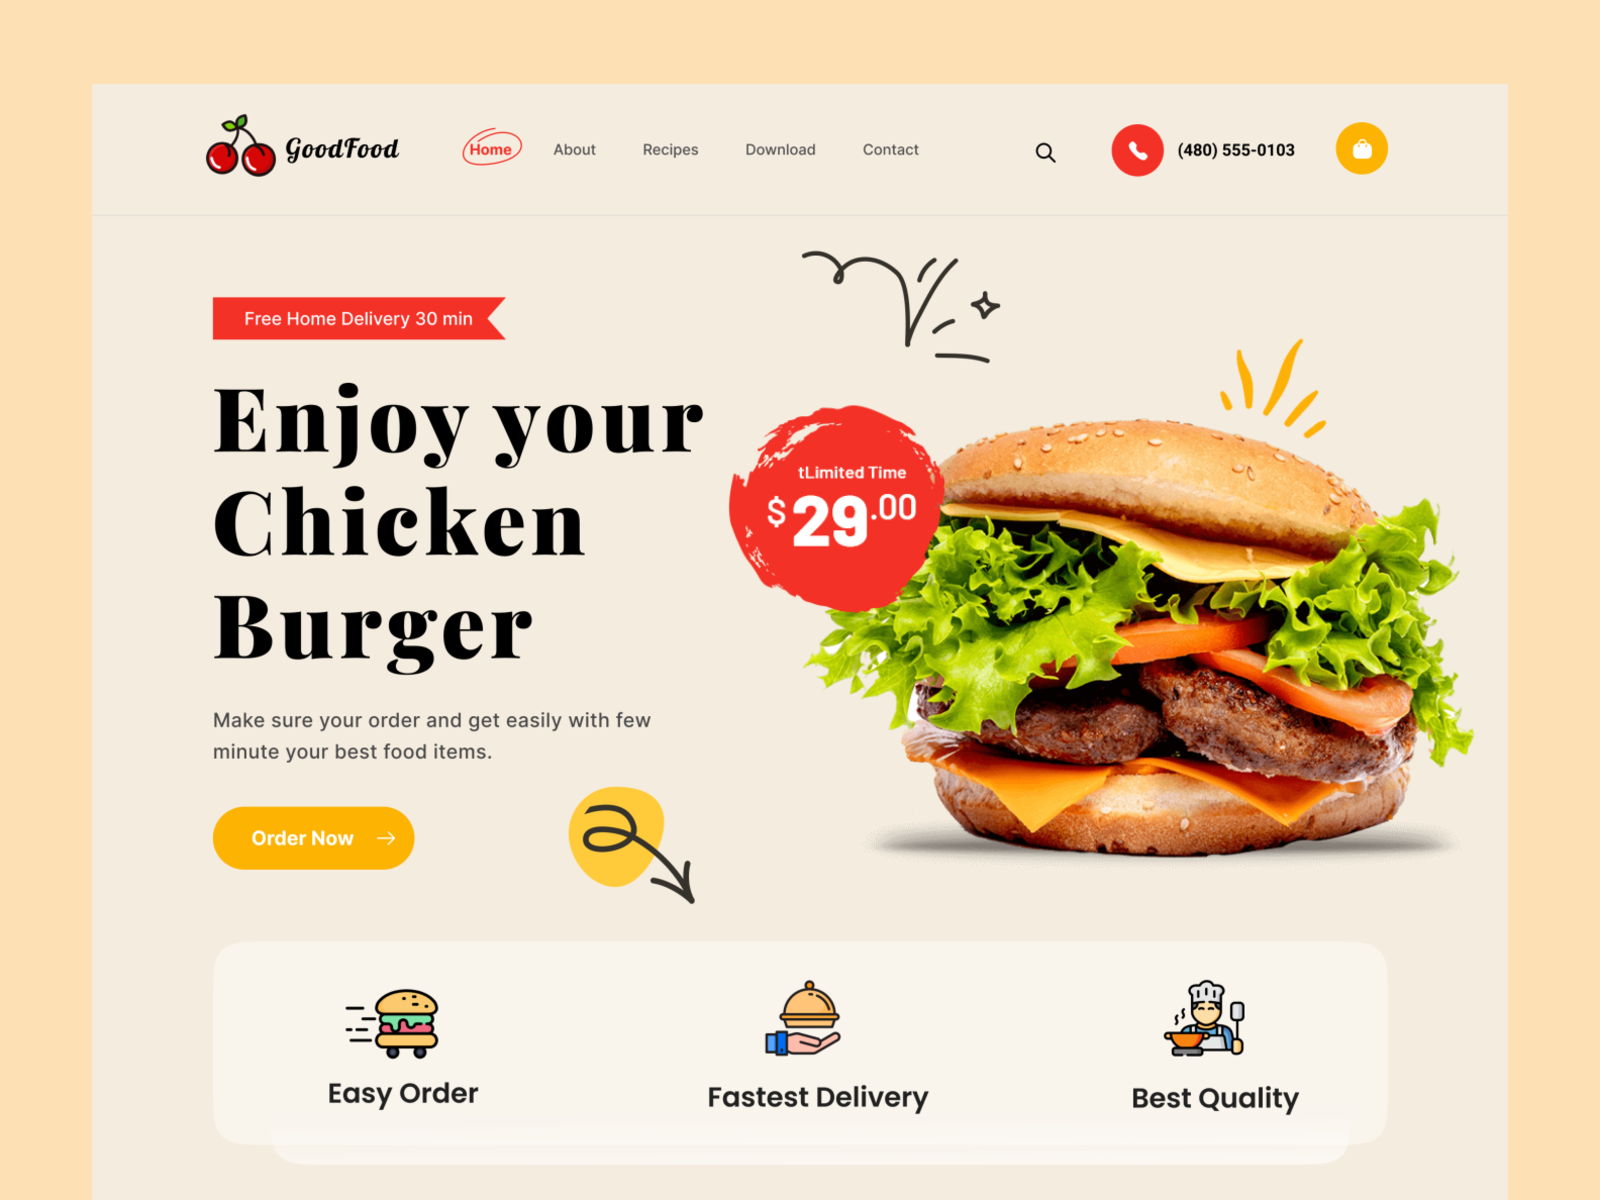 GoodFood
Home About Recipes Download Contact
(480) 555-0103
Free Home Delivery 30 min
Enjoy your
Chicken
Burger
tLimited Time
$29.00
Make sure your order and get easily with few
minute your best food items.
Order Now
Easy Order
Fastest Delivery
Best Quality